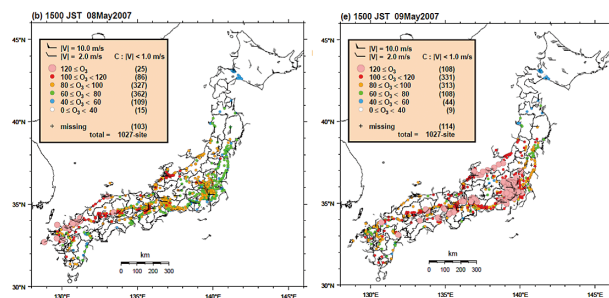 (b) 1500 JST 08May2007
45°N
|V| = 10.0 m/s
|V| = 2.0 m/s C : |V| < 1.0 m/s
120 ≤ O₃ (25)
100 ≤ O₃ < 120 (86)
80 ≤ O₃ < 100 (327)
60 ≤ O₃ < 80 (362)
40 ≤ O₃ < 60 (109)
0 ≤ O₃ < 40 (15)
missing (103)
total = 1027-site
40°N
35°N
30°N
km
0 100 200 300
130°E 135°E 140°E 145°E
(e) 1500 JST 09May2007
45°N
|V| = 10.0 m/s
|V| = 2.0 m/s C : |V| < 1.0 m/s
120 ≤ O₃ (108)
100 ≤ O₃ < 120 (331)
80 ≤ O₃ < 100 (313)
60 ≤ O₃ < 80 (108)
40 ≤ O₃ < 60 (44)
0 ≤ O₃ < 40 (9)
missing (114)
total = 1027-site
40°N
35°N
30°N
km
0 100 200 300
130°E 135°E 140°E 145°E